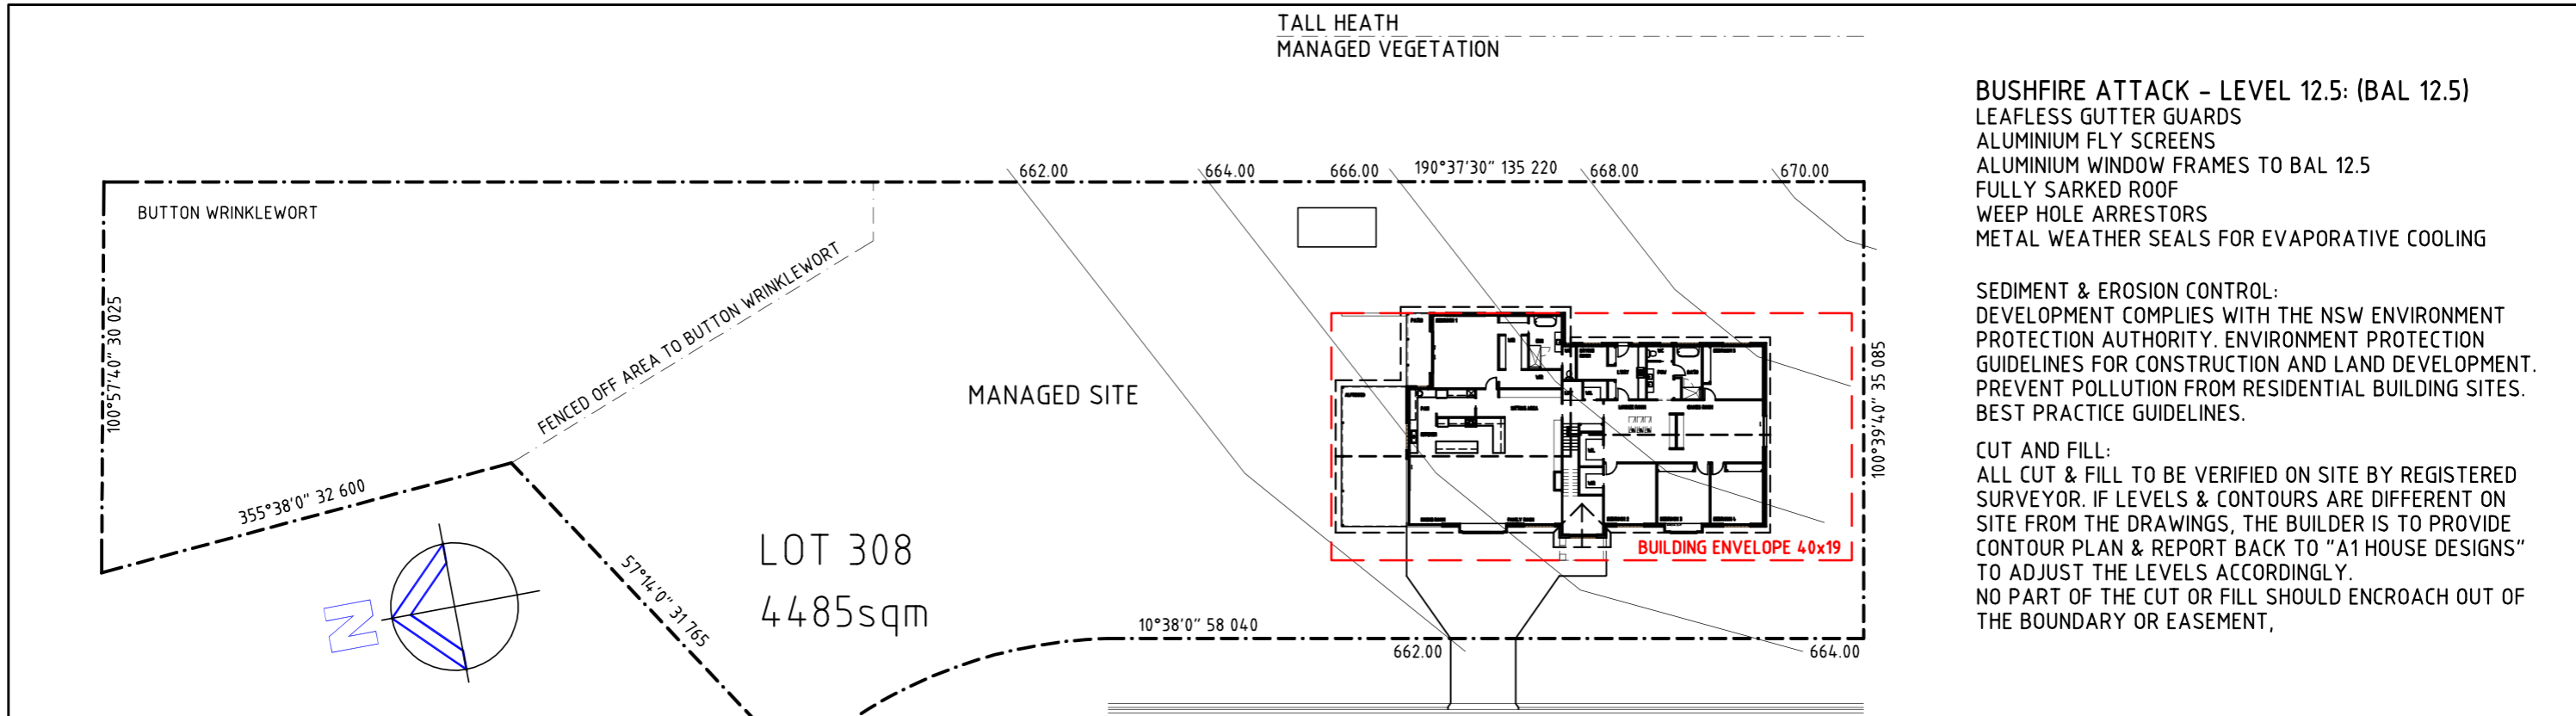 TALL HEATH
MANAGED VEGETATION
662.00
664.00
666.00
190°37'30" 135 220
668.00
670.00
BUTTON WRINKLEWORT
100°57'40" 30 025
FENCED OFF AREA TO BUTTON WRINKLEWORT
355°38'0" 32 600
57°14'0" 31 765
N
MANAGED SITE
LOT 308
4485sqm
10°38'0" 58 040
100°39'40" 35 085
BUILDING ENVELOPE 40x19
662.00
664.00
BUSHFIRE ATTACK - LEVEL 12.5: (BAL 12.5)
LEAFLESS GUTTER GUARDS
ALUMINIUM FLY SCREENS
ALUMINIUM WINDOW FRAMES TO BAL 12.5
FULLY SARKED ROOF
WEEP HOLE ARRESTORS
METAL WEATHER SEALS FOR EVAPORATIVE COOLING
SEDIMENT & EROSION CONTROL:
DEVELOPMENT COMPLIES WITH THE NSW ENVIRONMENT
PROTECTION AUTHORITY. ENVIRONMENT PROTECTION
GUIDELINES FOR CONSTRUCTION AND LAND DEVELOPMENT.
PREVENT POLLUTION FROM RESIDENTIAL BUILDING SITES.
BEST PRACTICE GUIDELINES.
CUT AND FILL:
ALL CUT & FILL TO BE VERIFIED ON SITE BY REGISTERED
SURVEYOR. IF LEVELS & CONTOURS ARE DIFFERENT ON
SITE FROM THE DRAWINGS, THE BUILDER IS TO PROVIDE
CONTOUR PLAN & REPORT BACK TO "A1 HOUSE DESIGNS"
TO ADJUST THE LEVELS ACCORDINGLY.
NO PART OF THE CUT OR FILL SHOULD ENCROACH OUT OF
THE BOUNDARY OR EASEMENT,